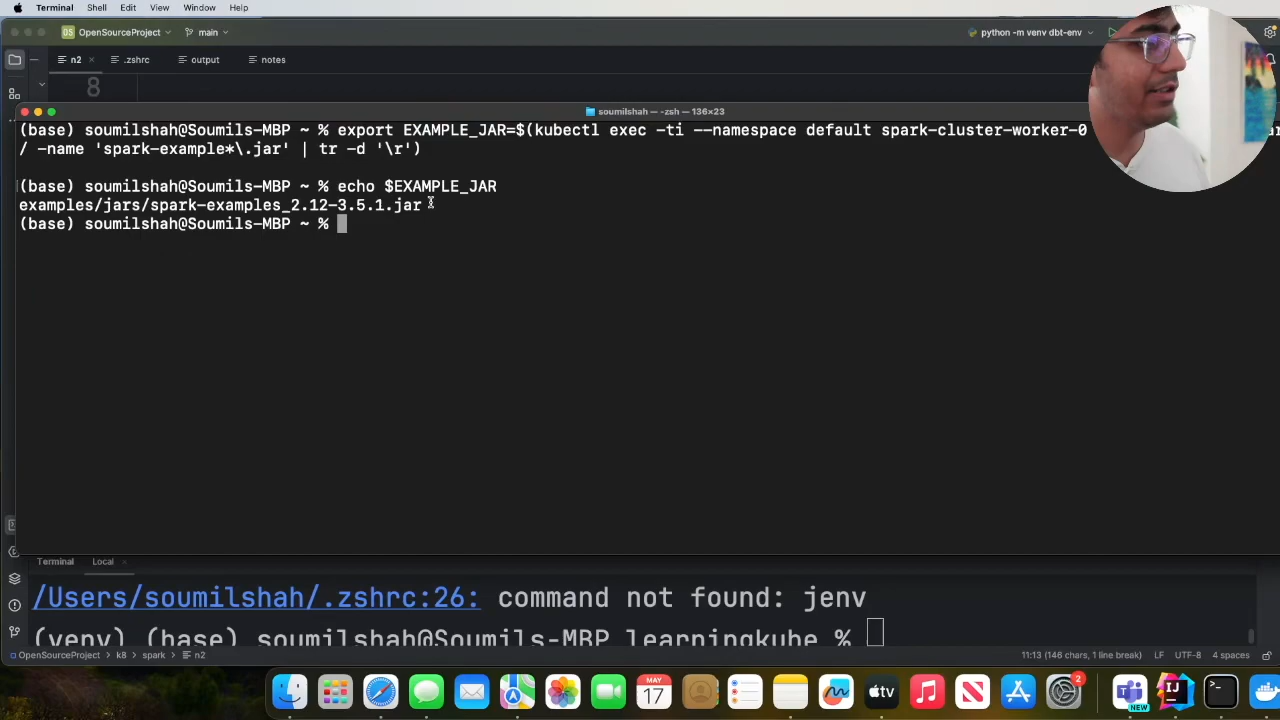 Terminal Shell Edit View Window Help
OS OpenSourceProject main python -m venv dbt-env
n2 .zshrc output notes
8
soumilshah — -zsh — 136×23
(base) soumilshah@Soumils-MBP ~ % export EXAMPLE_JAR=$(kubectl exec -ti --namespace default spark-cluster-worker-0
/ -name 'spark-example*\.jar' | tr -d '\r')
(base) soumilshah@Soumils-MBP ~ % echo $EXAMPLE_JAR
examples/jars/spark-examples_2.12-3.5.1.jar
(base) soumilshah@Soumils-MBP ~ %
Terminal Local
/Users/soumilshah/.zshrc:26: command not found: jenv
(venv) (base) soumilshah@Soumils-MBP learningkube %
OpenSourceProject > k8 > spark > n2 11:13 (146 chars, 1 line break) LF UTF-8 4 spaces
MAY
17
tv
2
NEW